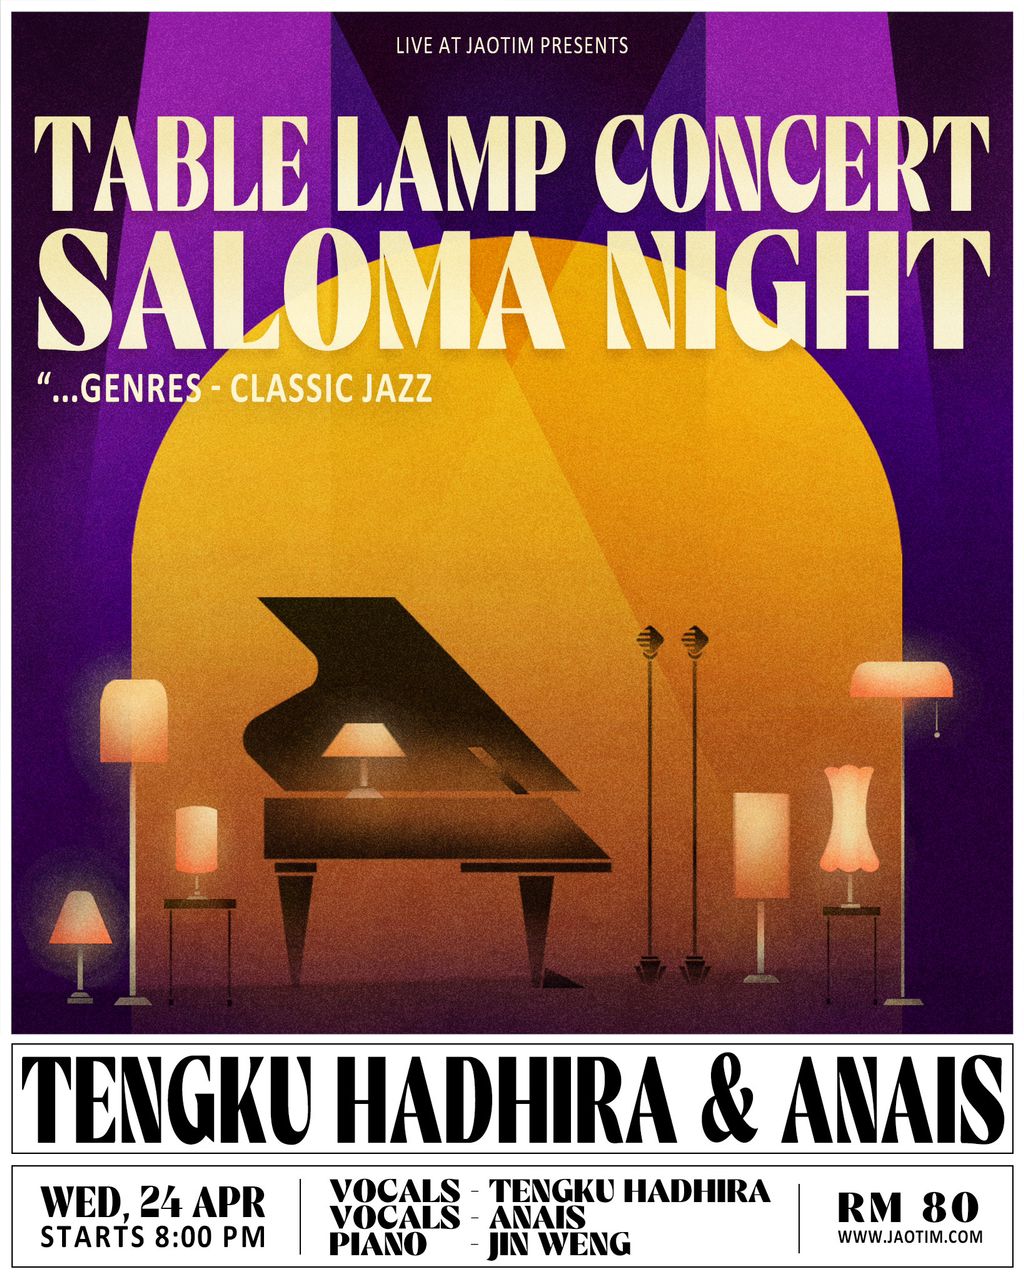 LIVE AT JAOTIM PRESENTS
TABLE LAMP CONCERT
SALOMA NIGHT
“...GENRES - CLASSIC JAZZ
TENGKU HADHIRA & ANAIS
WED, 24 APR
STARTS 8:00 PM
VOCALS - TENGKU HADHIRA
VOCALS - ANAIS
PIANO - JIN WENG
RM 80
WWW.JAOTIM.COM